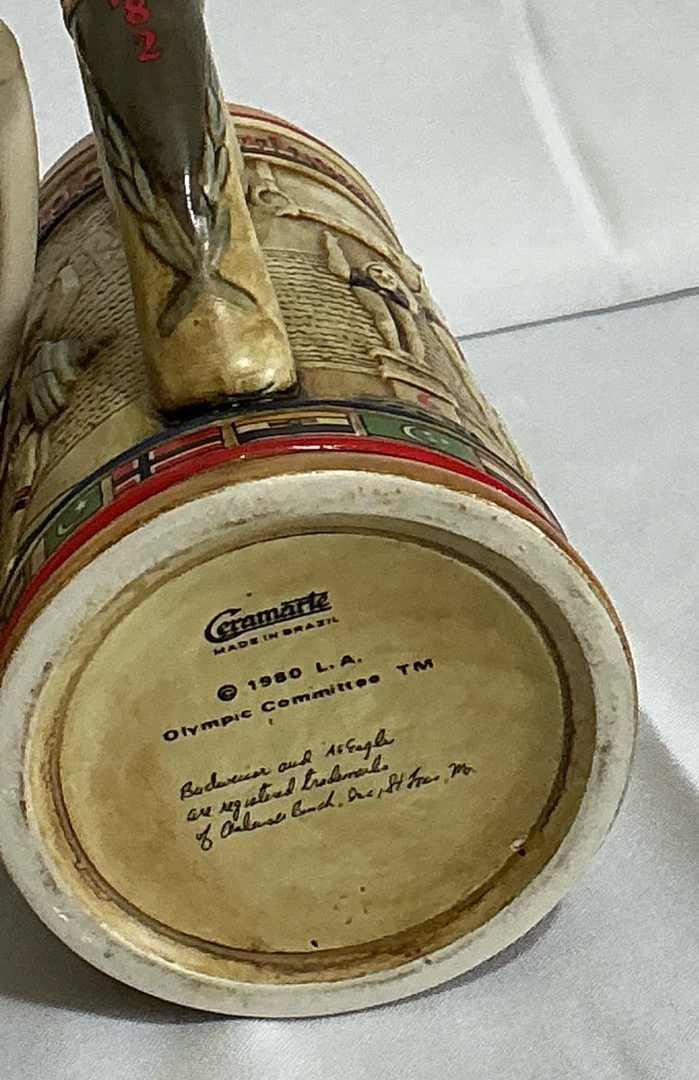 82
Ceramarte
MADE IN BRAZIL
© 1980 L.A.
Olympic Committee TM
Budweiser and A&Eagle
are registered trademarks
of Anheuser Busch, Inc, St Louis, Mo.